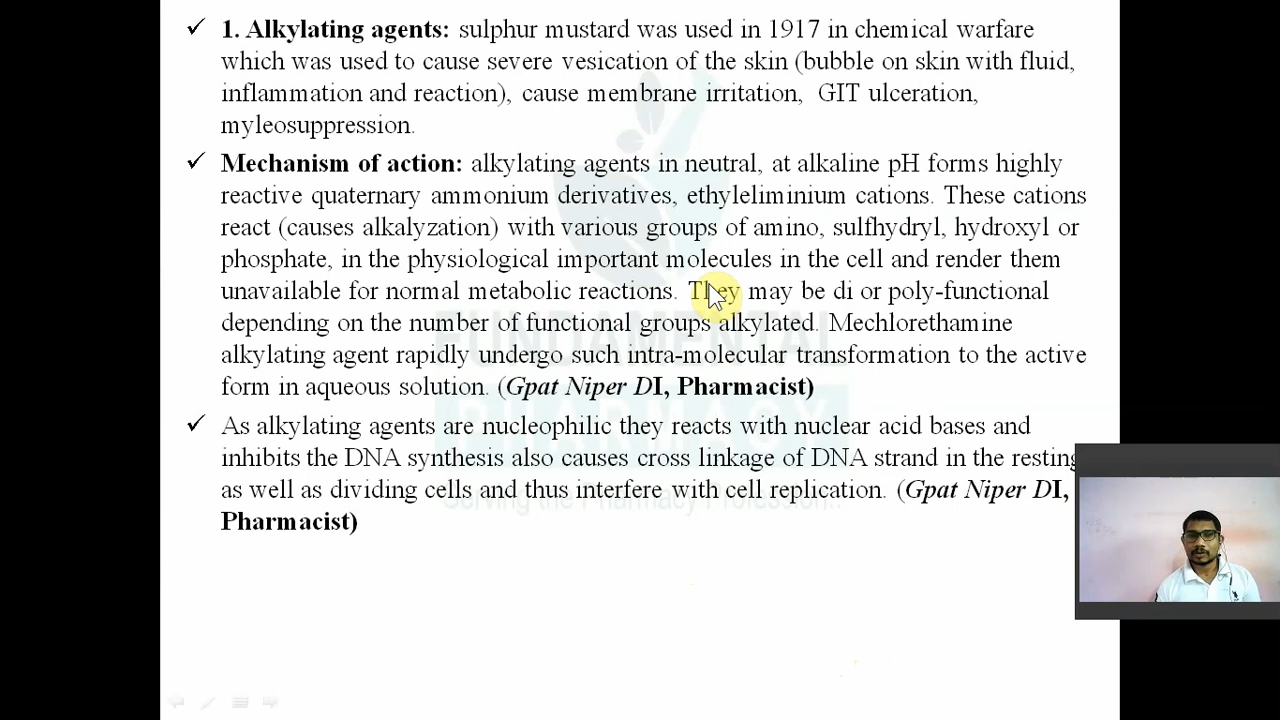 ✓ 1. Alkylating agents: sulphur mustard was used in 1917 in chemical warfare
which was used to cause severe vesication of the skin (bubble on skin with fluid,
inflammation and reaction), cause membrane irritation, GIT ulceration,
myleosuppression.
✓ Mechanism of action: alkylating agents in neutral, at alkaline pH forms highly
reactive quaternary ammonium derivatives, ethyleliminium cations. These cations
react (causes alkalyzation) with various groups of amino, sulfhydryl, hydroxyl or
phosphate, in the physiological important molecules in the cell and render them
unavailable for normal metabolic reactions. They may be di or poly-functional
depending on the number of functional groups alkylated. Mechlorethamine
alkylating agent rapidly undergo such intra-molecular transformation to the active
form in aqueous solution. (Gpat Niper DI, Pharmacist)
✓ As alkylating agents are nucleophilic they reacts with nuclear acid bases and
inhibits the DNA synthesis also causes cross linkage of DNA strand in the resting
as well as dividing cells and thus interfere with cell replication. (Gpat Niper DI,
Pharmacist)
FUNDAMENTAL
PHARMACY
Serving the Pharmacy Profession..